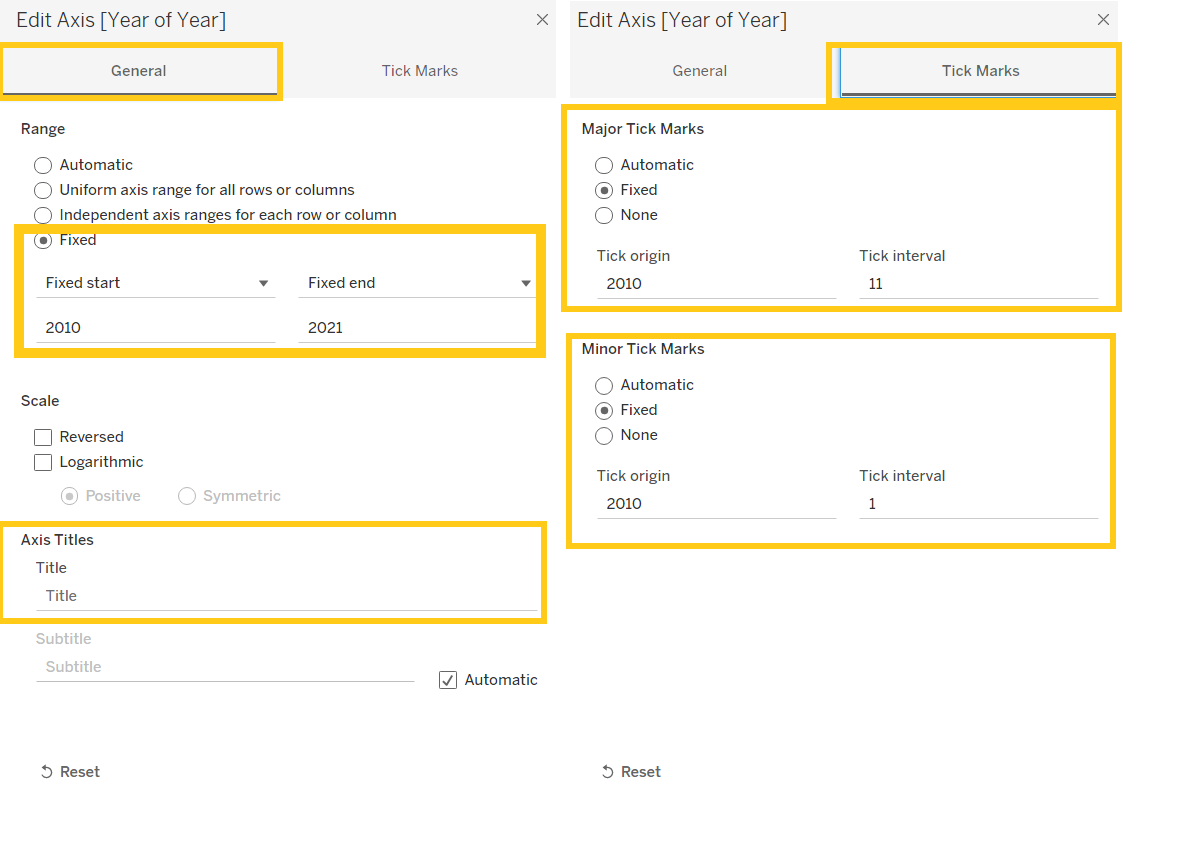 Edit Axis [Year of Year]
General
Tick Marks
Range
Automatic
Uniform axis range for all rows or columns
Independent axis ranges for each row or column
Fixed
Fixed start
Fixed end
2010
2021
Scale
Reversed
Logarithmic
Positive
Symmetric
Axis Titles
Title
Title
Subtitle
Subtitle
Automatic
Reset
Edit Axis [Year of Year]
General
Tick Marks
Major Tick Marks
Automatic
Fixed
None
Tick origin
Tick interval
2010
11
Minor Tick Marks
Automatic
Fixed
None
Tick origin
Tick interval
2010
1
Reset